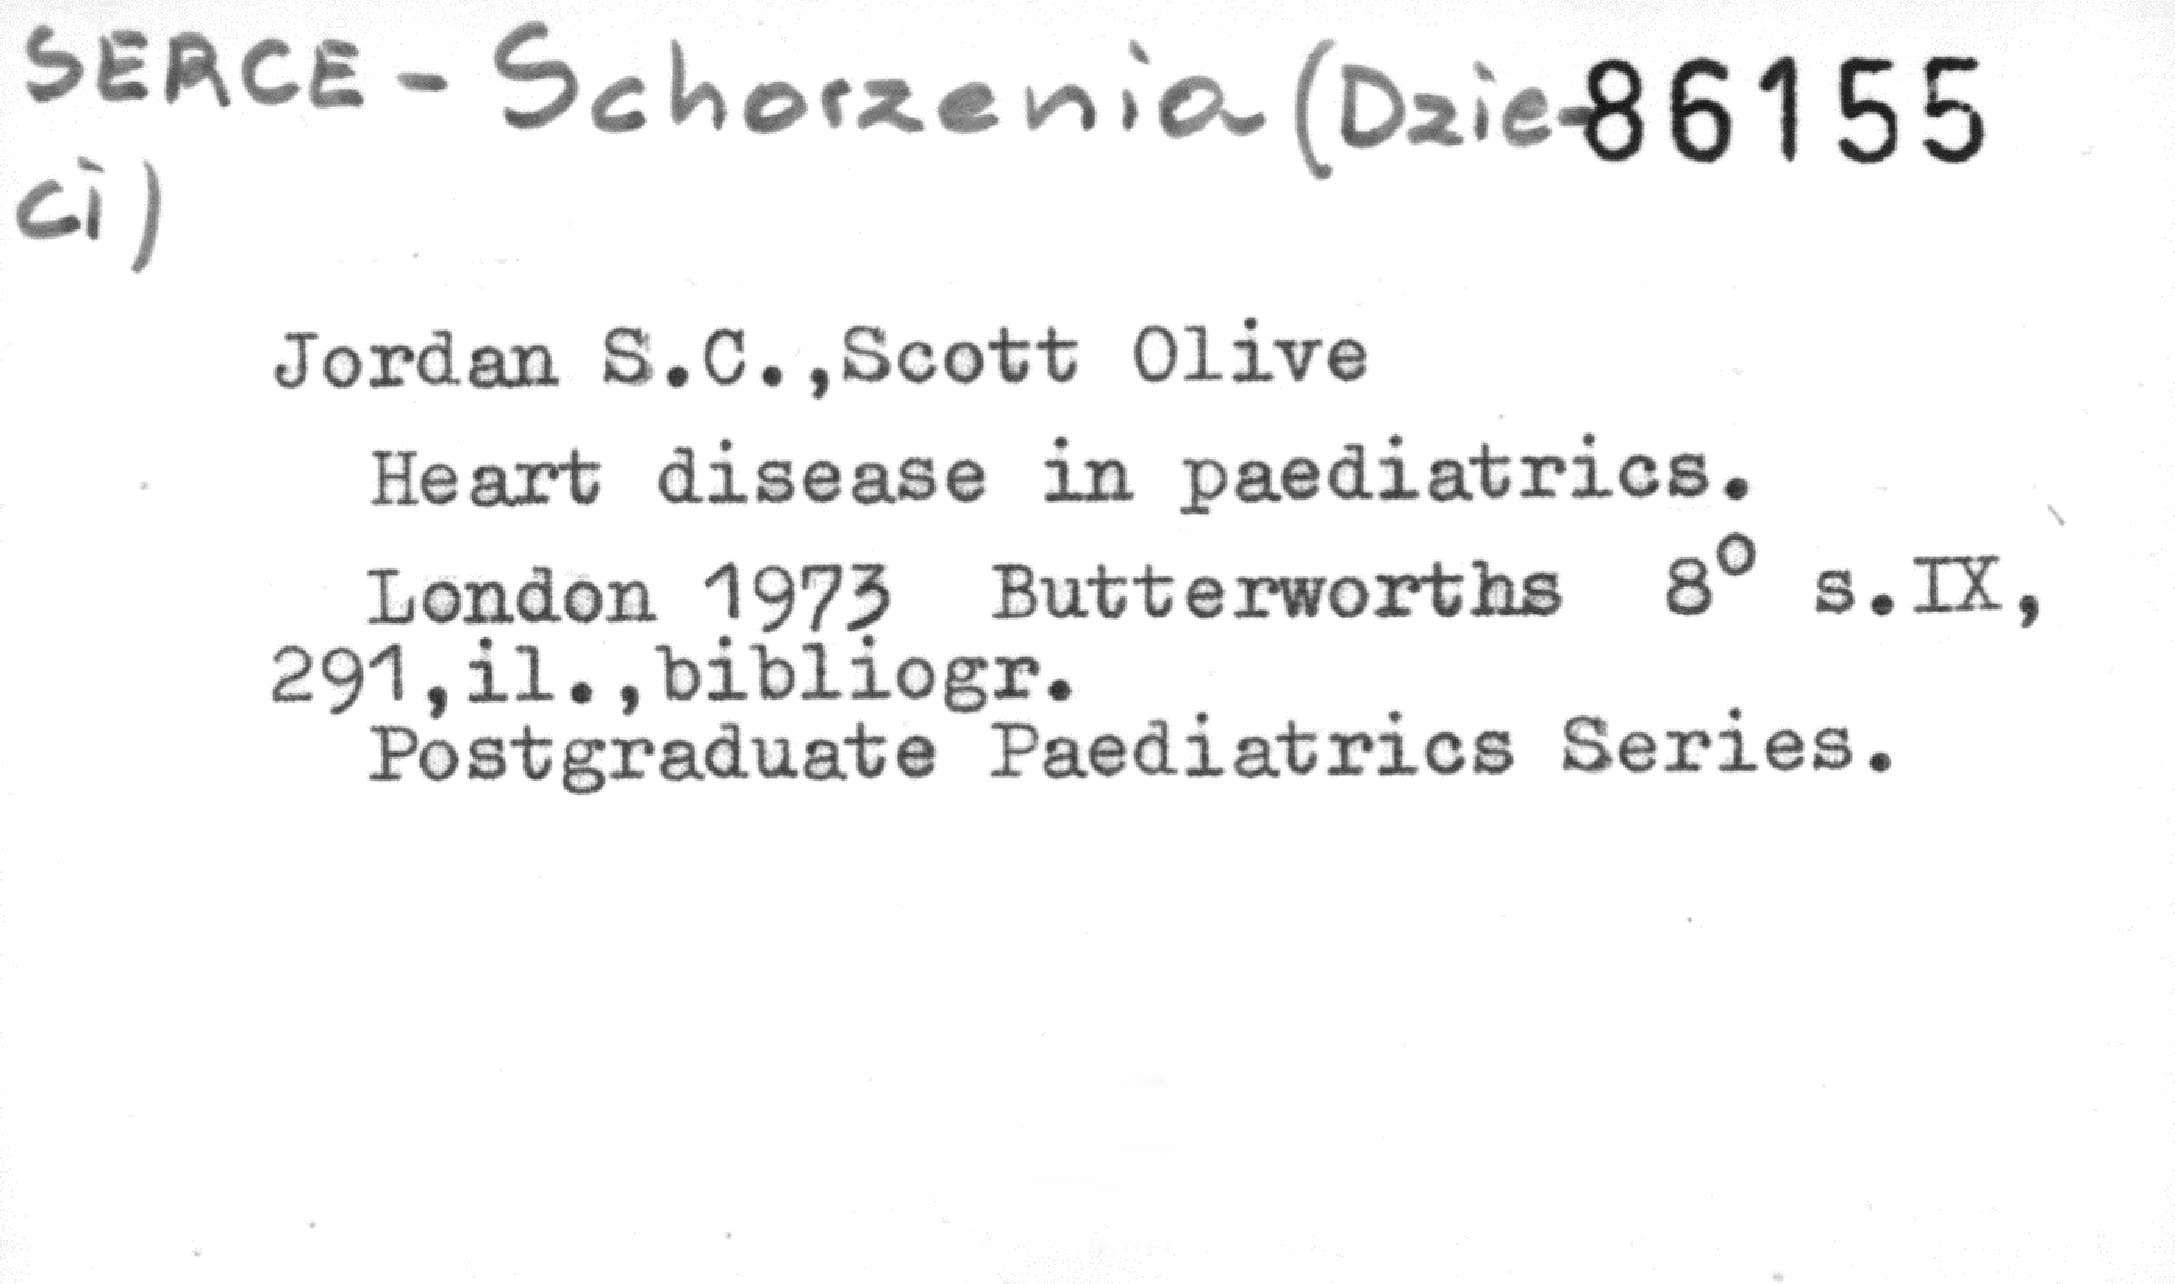 SERCE - Schorzenia (Dzie- 86155
ci)
Jordan S.C.,Scott Olive
Heart disease in paediatrics.
London 1973 Butterworths 8° s.IX,
291,il.,bibliogr.
Postgraduate Paediatrics Series.